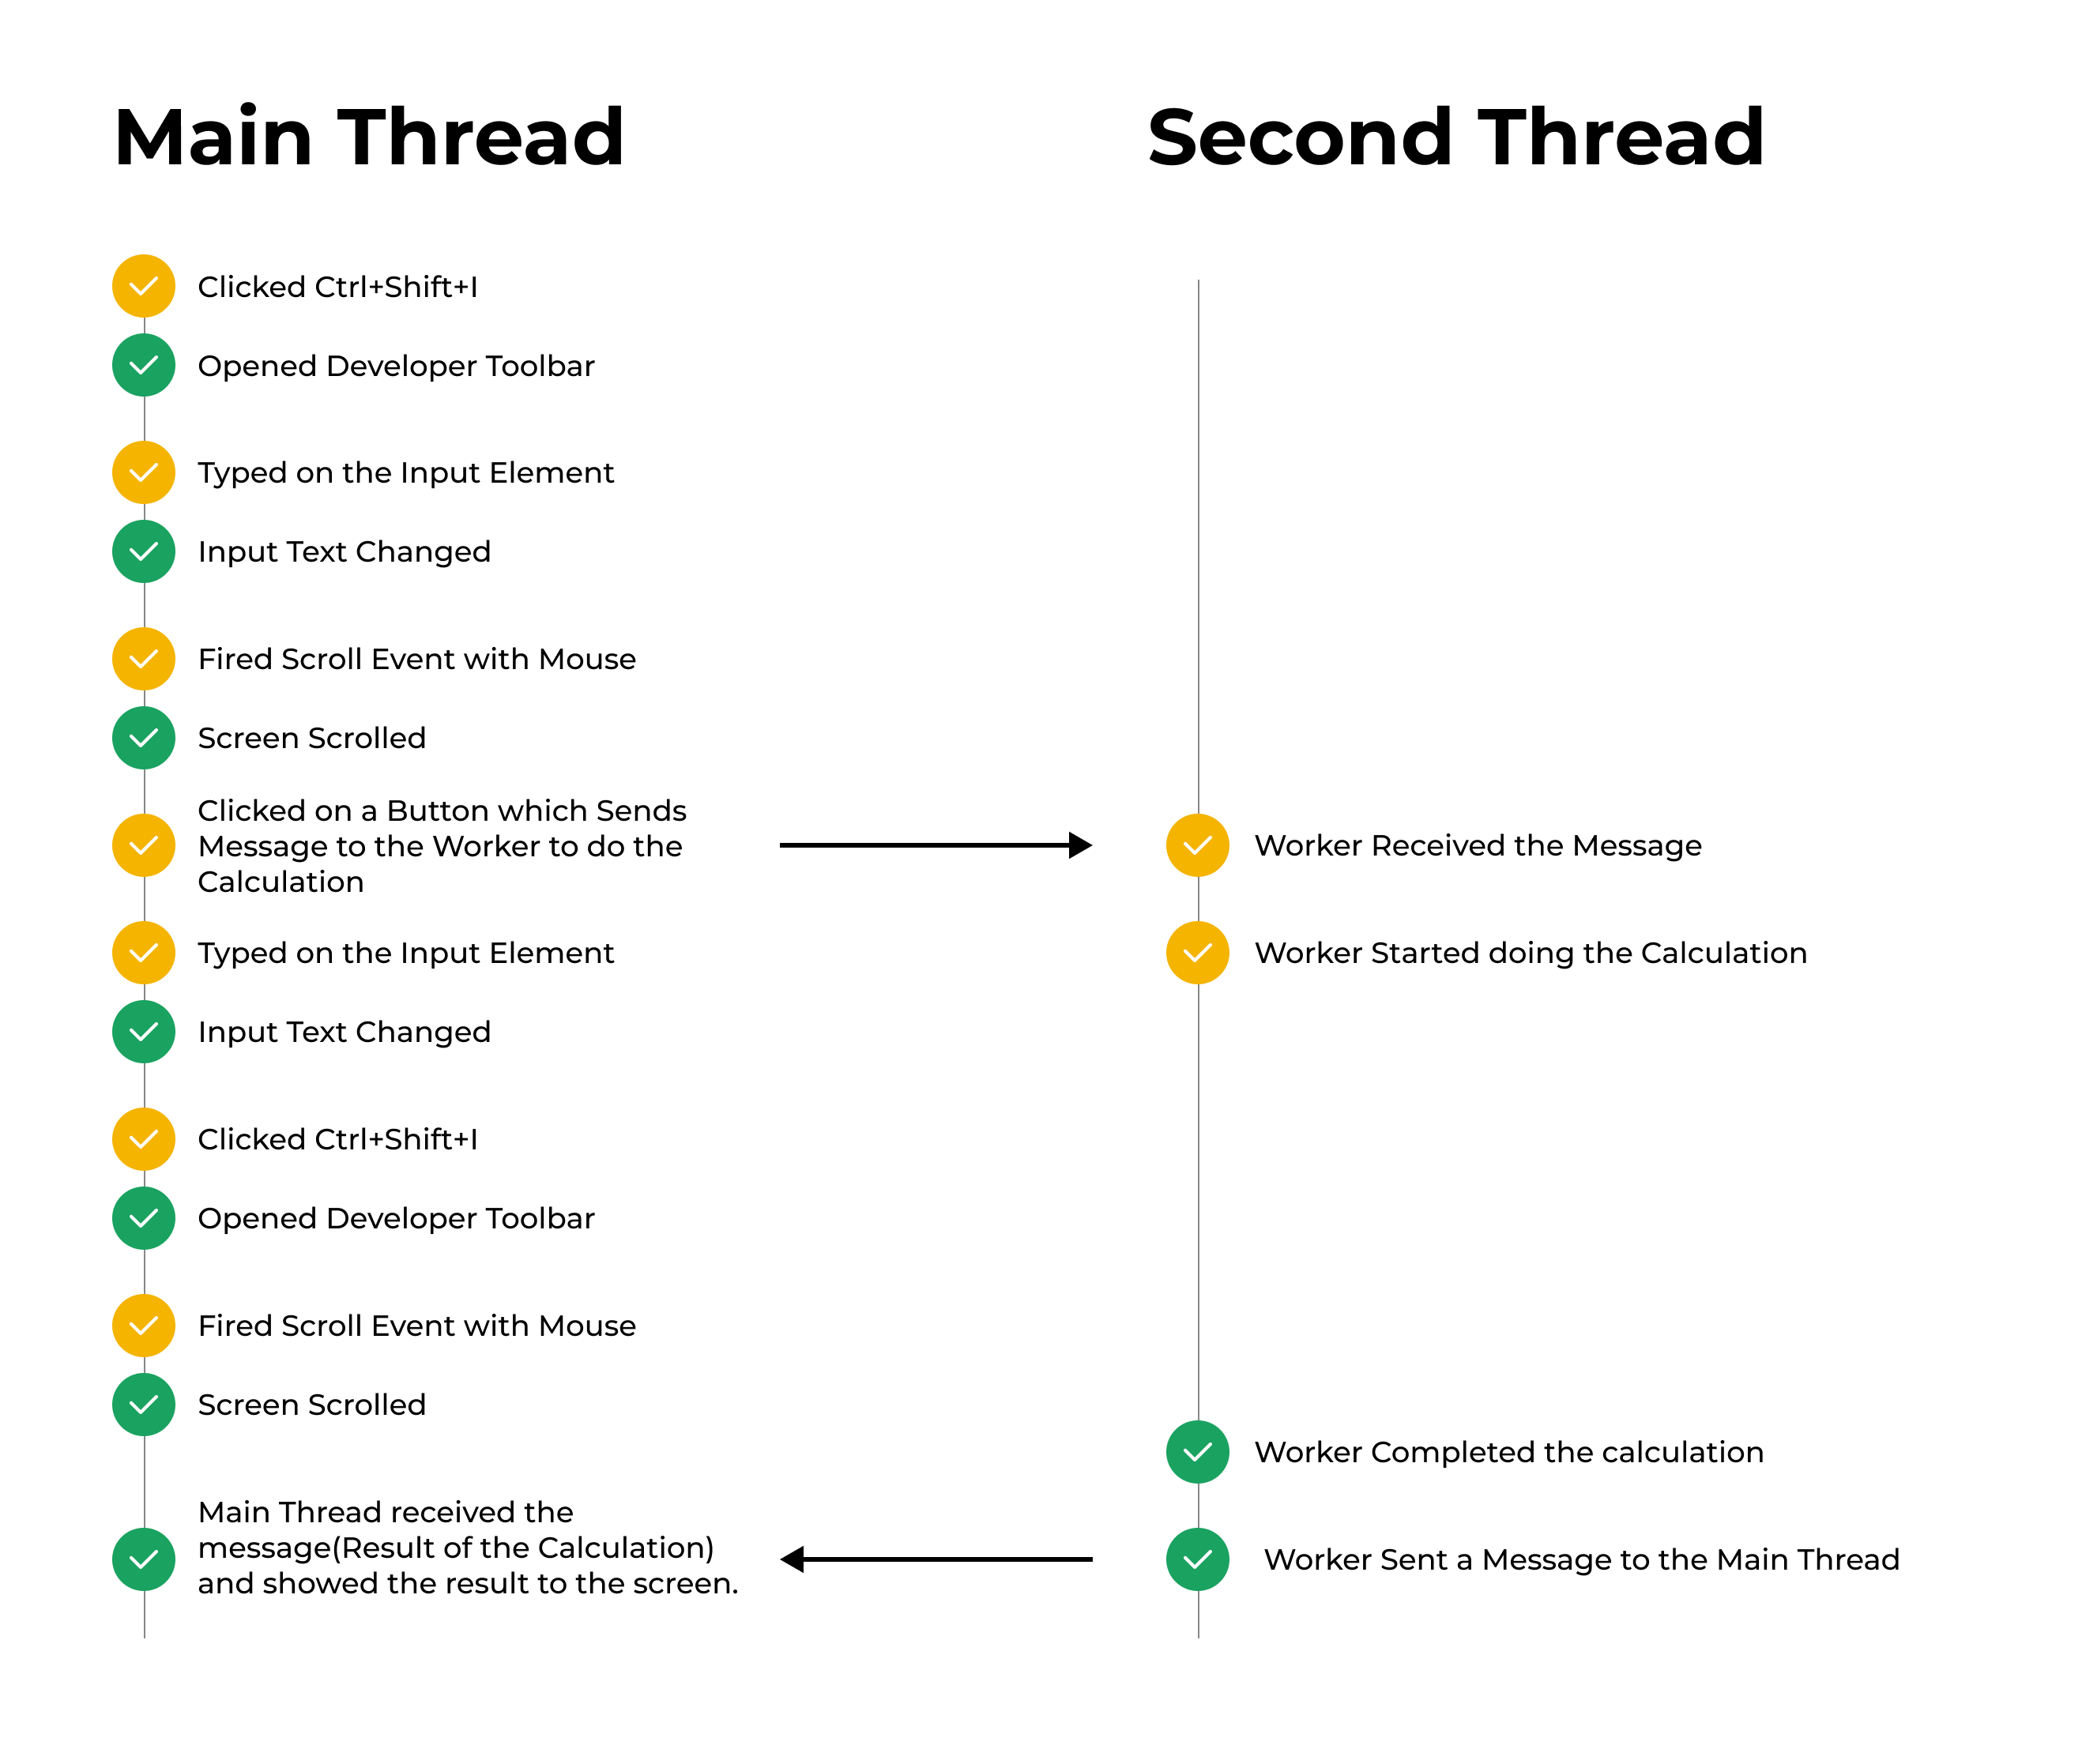 Main Thread
Clicked Ctrl+Shift+I
Opened Developer Toolbar
Typed on the Input Element
Input Text Changed
Fired Scroll Event with Mouse
Screen Scrolled
Clicked on a Button which Sends
Message to the Worker to do the
Calculation
Typed on the Input Element
Input Text Changed
Clicked Ctrl+Shift+I
Opened Developer Toolbar
Fired Scroll Event with Mouse
Screen Scrolled
Main Thread received the
message(Result of the Calculation)
and showed the result to the screen.
Second Thread
Worker Received the Message
Worker Started doing the Calculation
Worker Completed the calculation
Worker Sent a Message to the Main Thread